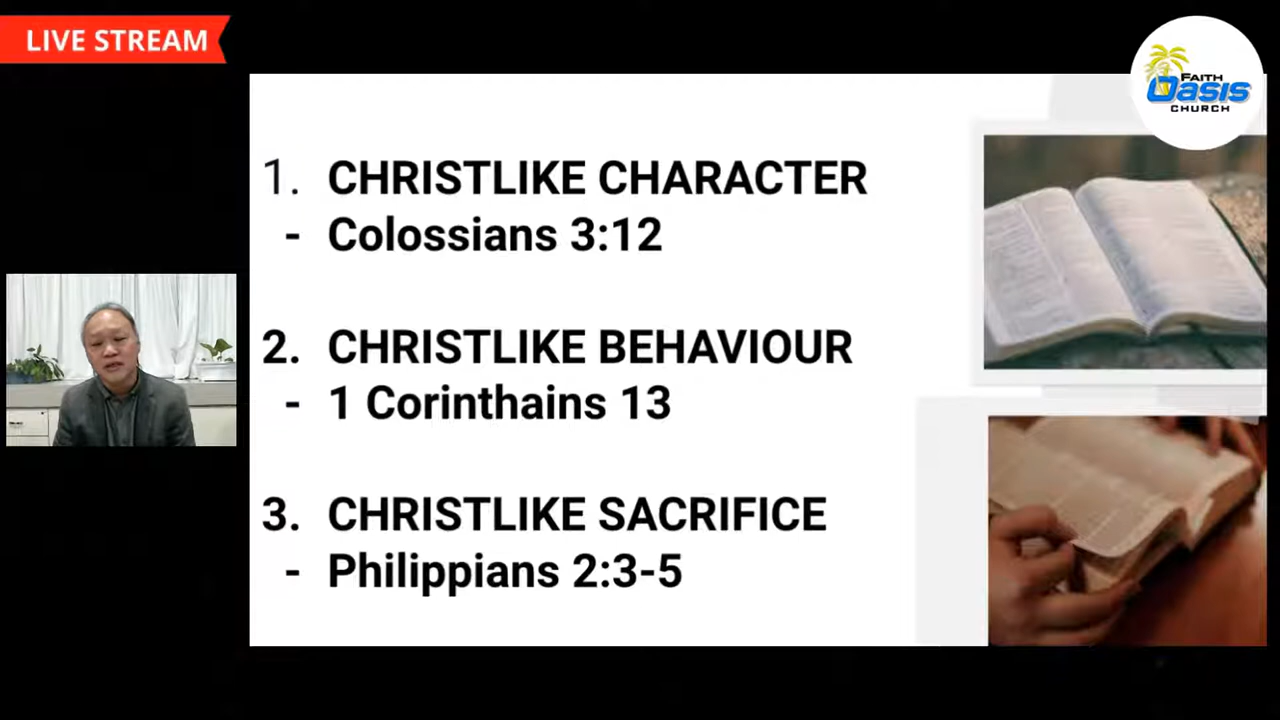 LIVE STREAM
FAITH
Oasis
CHURCH
1. CHRISTLIKE CHARACTER
- Colossians 3:12
2. CHRISTLIKE BEHAVIOUR
- 1 Corinthains 13
3. CHRISTLIKE SACRIFICE
- Philippians 2:3-5